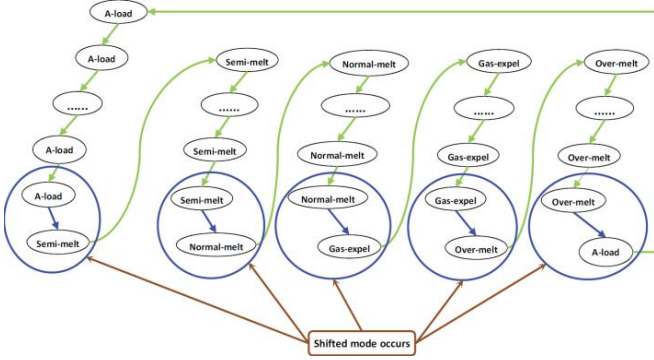 A-load
A-load
......
A-load
A-load
Semi-melt
Semi-melt
......
Semi-melt
Semi-melt
Normal-melt
Normal-melt
......
Normal-melt
Normal-melt
Gas-expel
Gas-expel
......
Gas-expel
Gas-expel
Over-melt
Over-melt
......
Over-melt
Over-melt
A-load
Shifted mode occurs